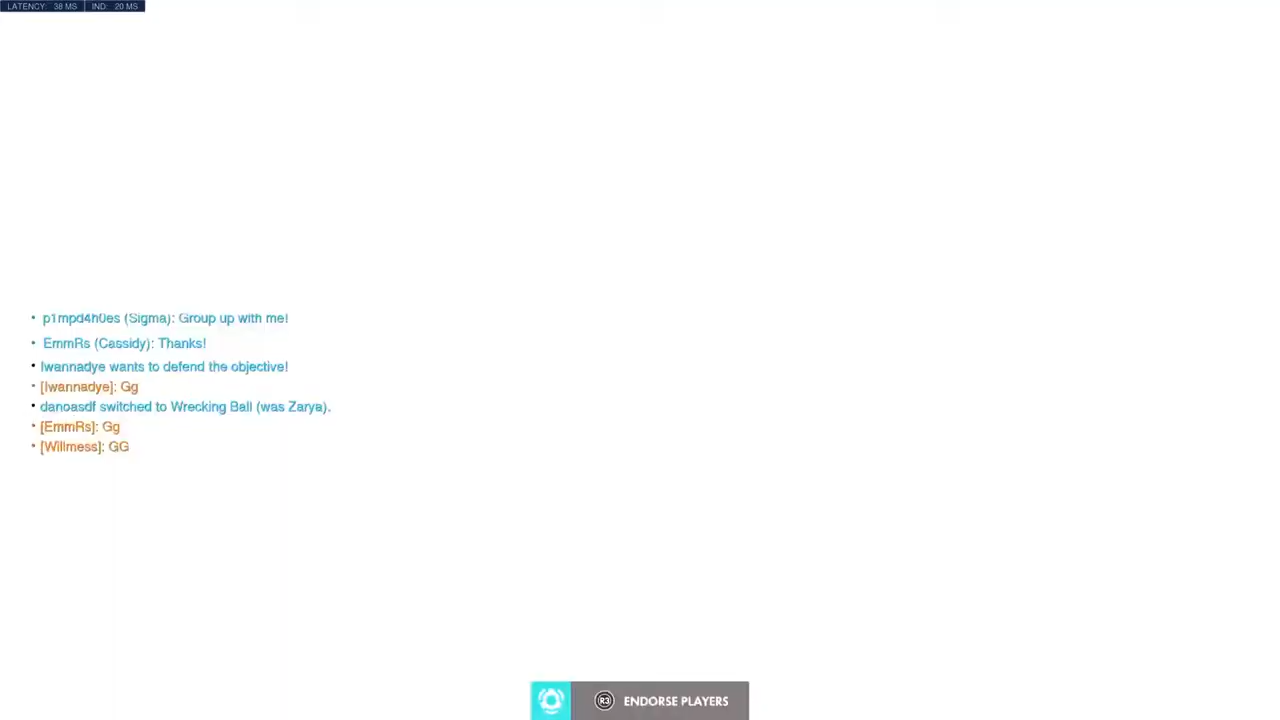 LATENCY: 38 MS IND: 20 MS
p1mpd4h0es (Sigma): Group up with me!
EmmRs (Cassidy): Thanks!
Iwannadye wants to defend the objective!
[Iwannadye]: Gg
danoasdf switched to Wrecking Ball (was Zarya).
[EmmRs]: Gg
[Willmess]: GG
R3 ENDORSE PLAYERS